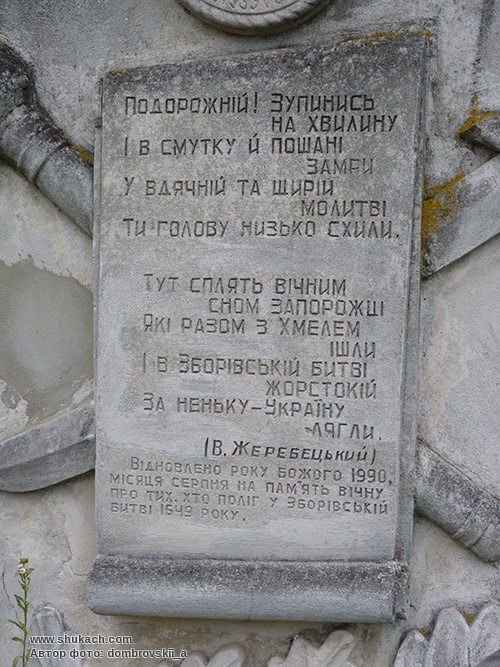 Подорожній! Зупинись
на хвилину
І в смутку й пошані
замри
У вдячній та щирій
молитві
Ти голову низько схили.
Тут сплять вічним
сном запорожці
Які разом з Хмелем
ішли
І в Зборівській битві
жорстокій
За неньку-Україну
лягли.
(В. Жеребецький)
Відновлено року Божого 1990,
місяця серпня на пам'ять вічну
про тих, хто поліг у Зборівській
битві 1649 року.
www.shukach.com
Автор фото: dombrovskii_a